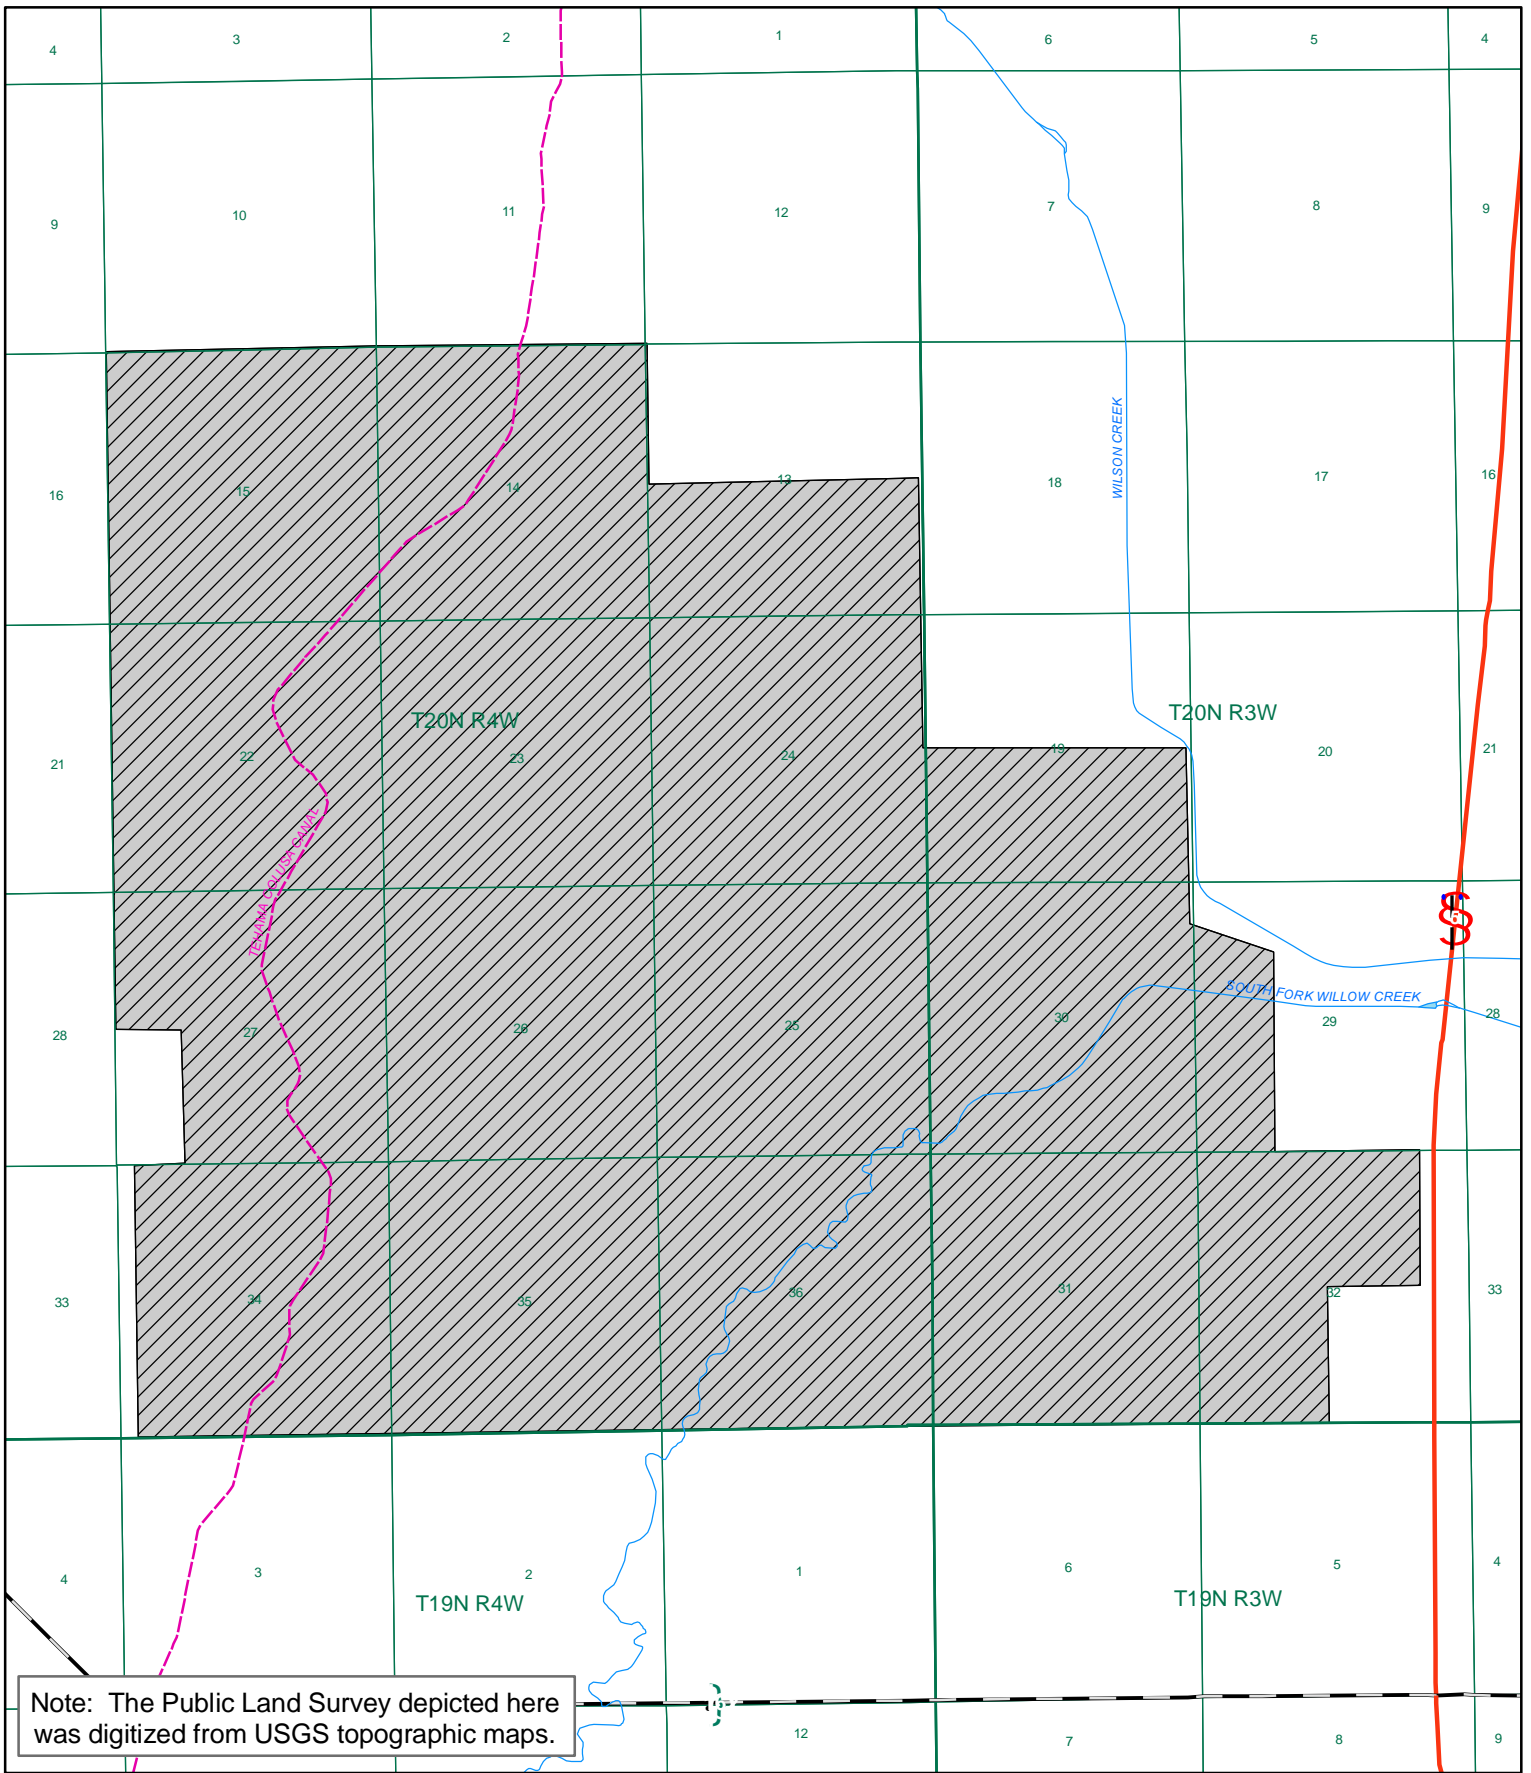 4 3 2 1 6 5 4
9 10 11 12 7 8 9
16 15 14 13 18 17 16
WILSON CREEK
T20N R4W T20N R3W
21 22 23 24 19 20 21
TEHAMA COLUSA CANAL
SOUTH FORK WILLOW CREEK
28 27 26 25 30 29 28
33 34 35 36 31 32 33
4 3 2 1 6 5 4
T19N R4W T19N R3W
Note: The Public Land Survey depicted here
was digitized from USGS topographic maps.
12 7 8 9